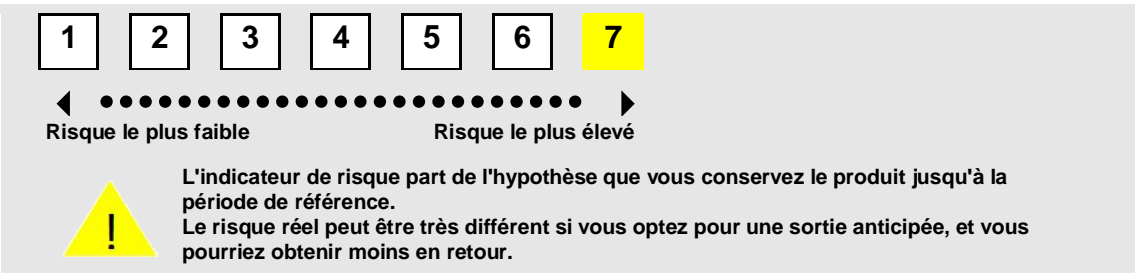 1 2 3 4 5 6 7
Risque le plus faible Risque le plus élevé
L'indicateur de risque part de l'hypothèse que vous conservez le produit jusqu'à la
période de référence.
Le risque réel peut être très différent si vous optez pour une sortie anticipée, et vous
pourriez obtenir moins en retour.
!